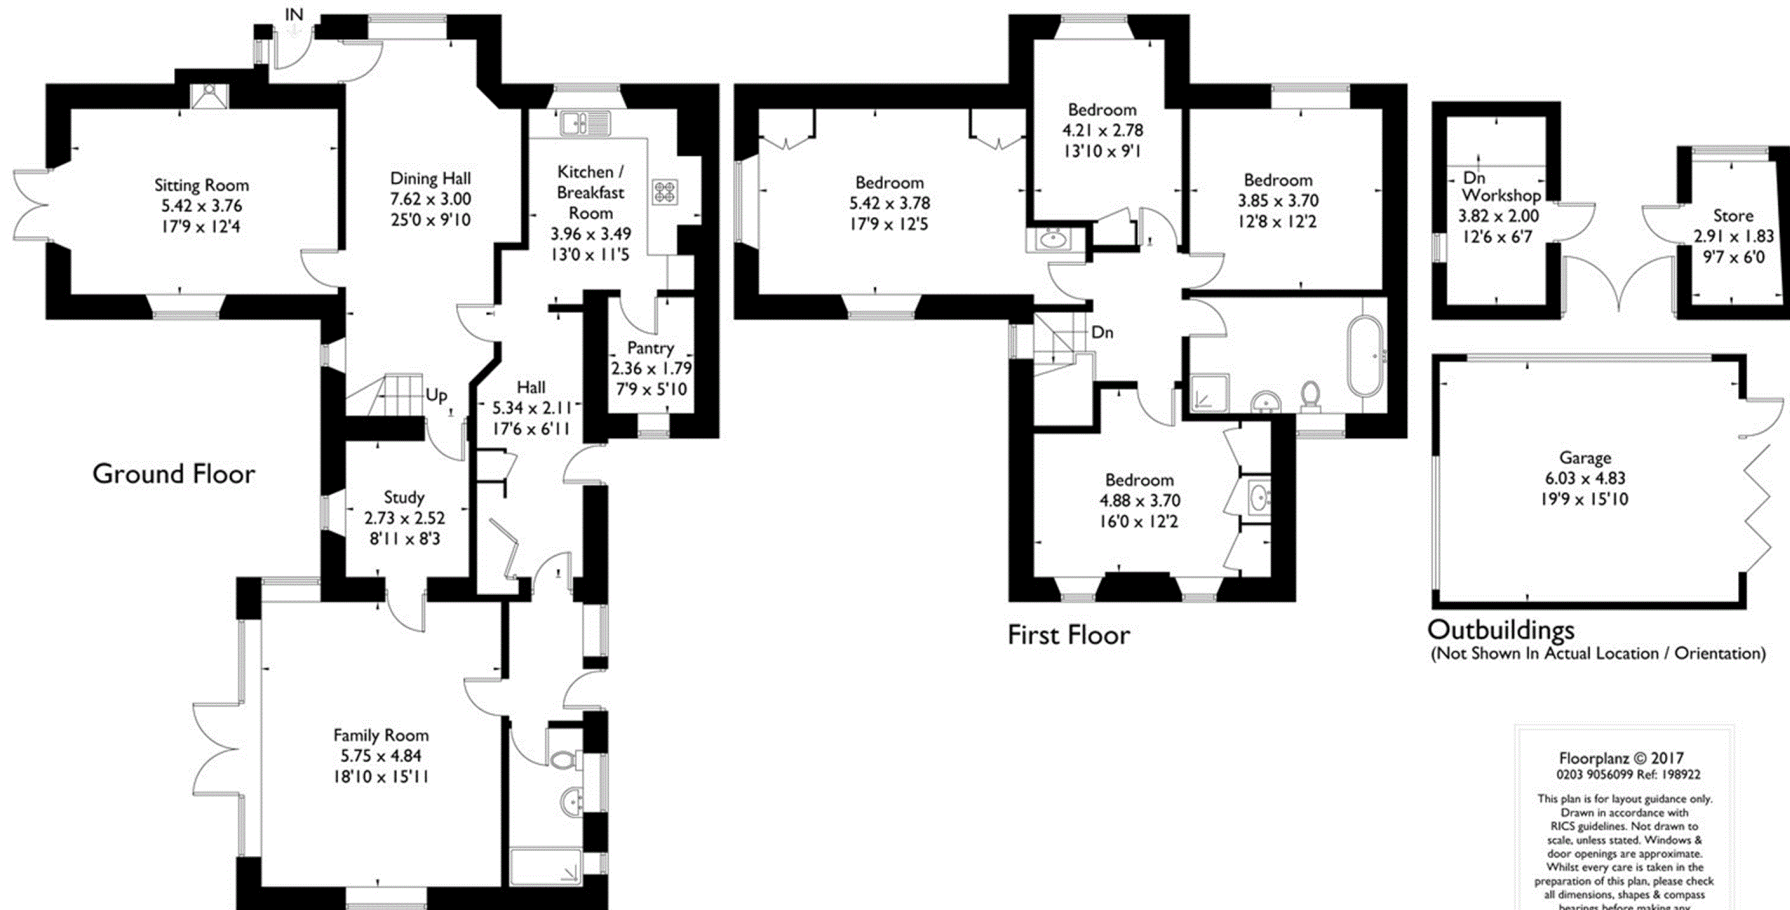 IN
Sitting Room
5.42 x 3.76
17'9 x 12'4
Dining Hall
7.62 x 3.00
25'0 x 9'10
Kitchen /
Breakfast
Room
3.96 x 3.49
13'0 x 11'5
Pantry
2.36 x 1.79
7'9 x 5'10
Up
Hall
5.34 x 2.11
17'6 x 6'11
Ground Floor
Study
2.73 x 2.52
8'11 x 8'3
Family Room
5.75 x 4.84
18'10 x 15'11
Bedroom
5.42 x 3.78
17'9 x 12'5
Bedroom
4.21 x 2.78
13'10 x 9'1
Bedroom
3.85 x 3.70
12'8 x 12'2
Dn
Bedroom
4.88 x 3.70
16'0 x 12'2
First Floor
Dn
Workshop
3.82 x 2.00
12'6 x 6'7
Store
2.91 x 1.83
9'7 x 6'0
Garage
6.03 x 4.83
19'9 x 15'10
Outbuildings
(Not Shown In Actual Location / Orientation)
Floorplanz © 2017
0203 9056099 Ref: 198922
This plan is for layout guidance only.
Drawn in accordance with
RICS guidelines. Not drawn to
scale, unless stated. Windows &
door openings are approximate.
Whilst every care is taken in the
preparation of this plan, please check
all dimensions, shapes & compass
bearings before making any